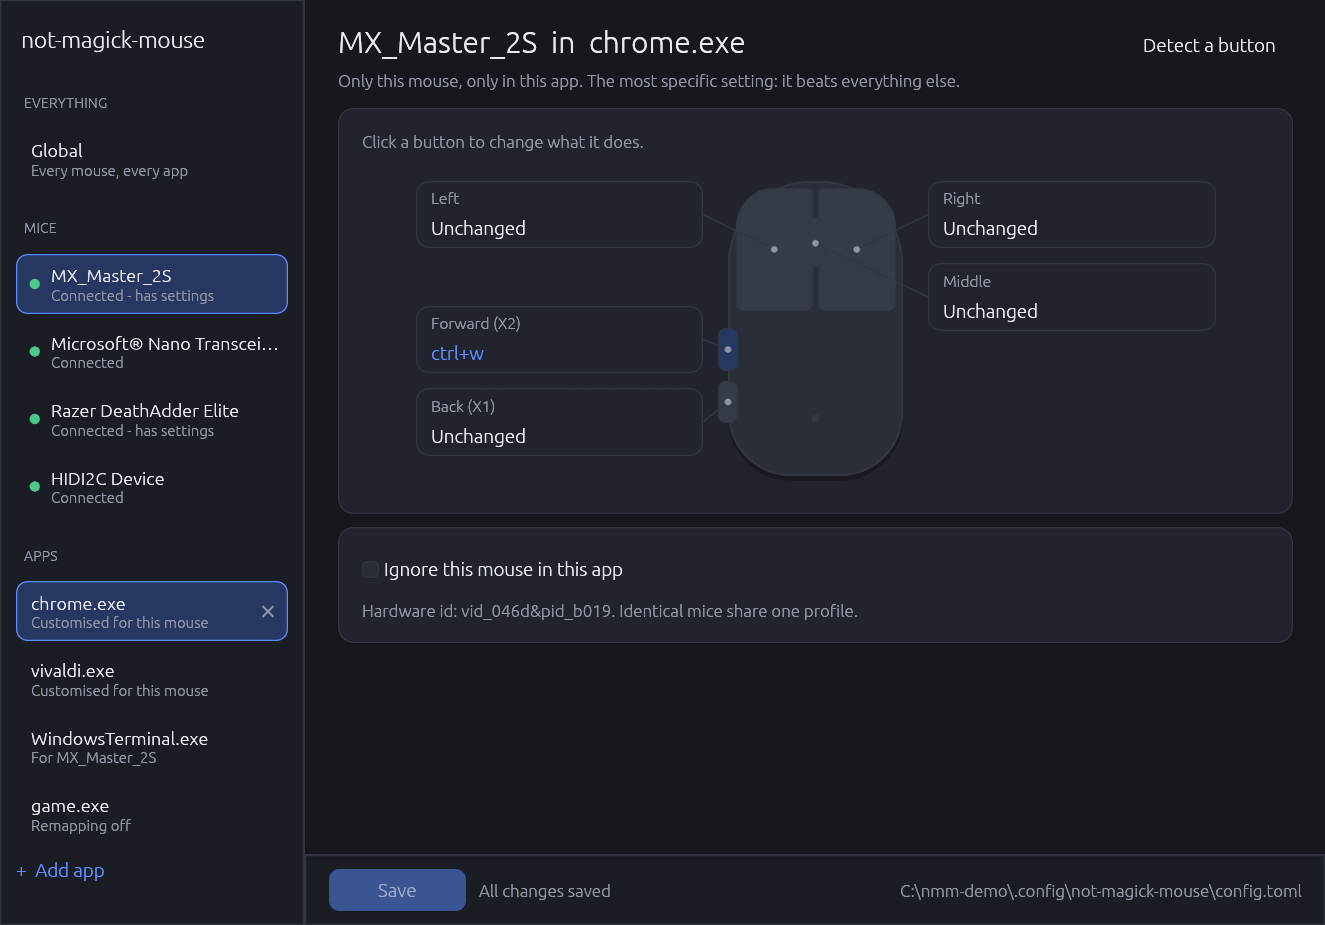 not-magick-mouse
EVERYTHING
Global
Every mouse, every app
MICE
MX_Master_2S
Connected - has settings
Microsoft® Nano Transcei...
Connected
Razer DeathAdder Elite
Connected - has settings
HIDI2C Device
Connected
APPS
chrome.exe
Customised for this mouse
vivaldi.exe
Customised for this mouse
WindowsTerminal.exe
For MX_Master_2S
game.exe
Remapping off
+ Add app
MX_Master_2S in chrome.exe
Detect a button
Only this mouse, only in this app. The most specific setting: it beats everything else.
Click a button to change what it does.
Left
Unchanged
Right
Unchanged
Middle
Unchanged
Forward (X2)
ctrl+w
Back (X1)
Unchanged
Ignore this mouse in this app
Hardware id: vid_046d&pid_b019. Identical mice share one profile.
Save
All changes saved
C:\nmm-demo\.config\not-magick-mouse\config.toml